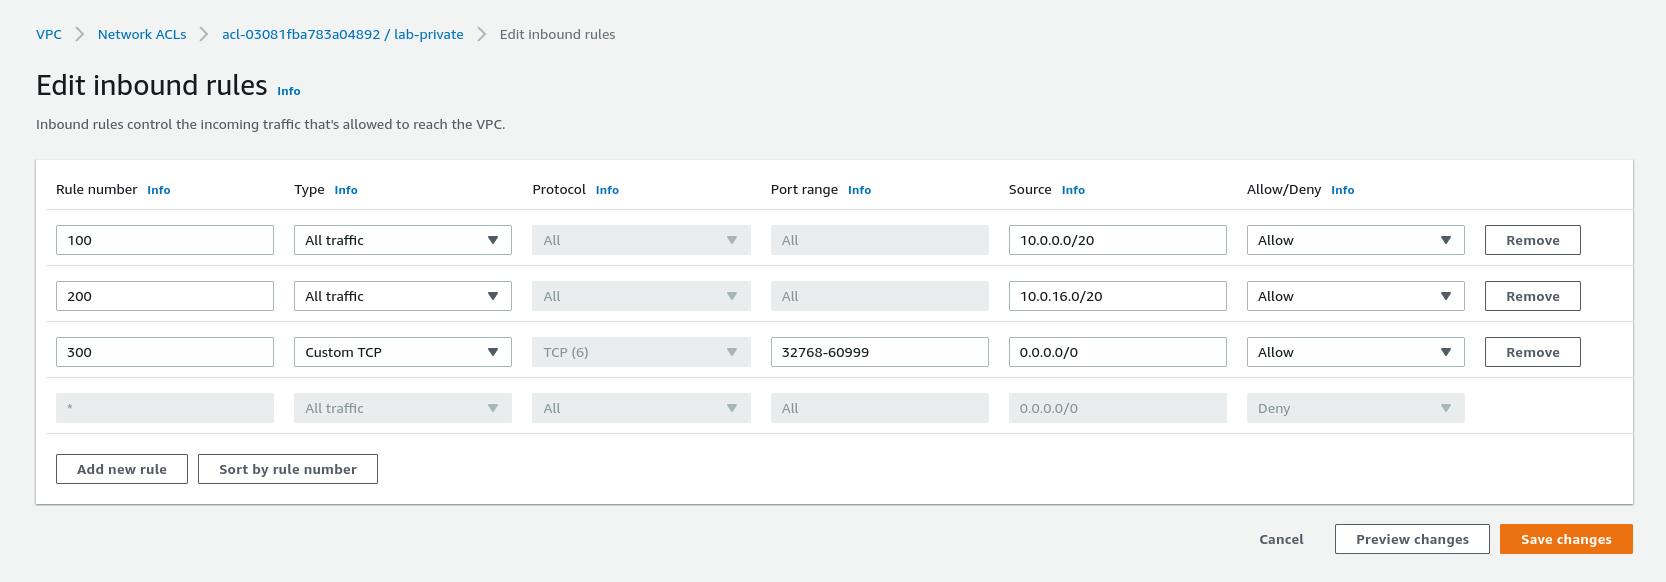 VPC > Network ACLs > acl-03081fba783a04892 / lab-private > Edit inbound rules
Edit inbound rules Info
Inbound rules control the incoming traffic that's allowed to reach the VPC.
Rule number Info Type Info Protocol Info Port range Info Source Info Allow/Deny Info
100 All traffic All All 10.0.0.0/20 Allow Remove
200 All traffic All All 10.0.16.0/20 Allow Remove
300 Custom TCP TCP (6) 32768-60999 0.0.0.0/0 Allow Remove
* All traffic All All 0.0.0.0/0 Deny
Add new rule Sort by rule number
Cancel Preview changes Save changes